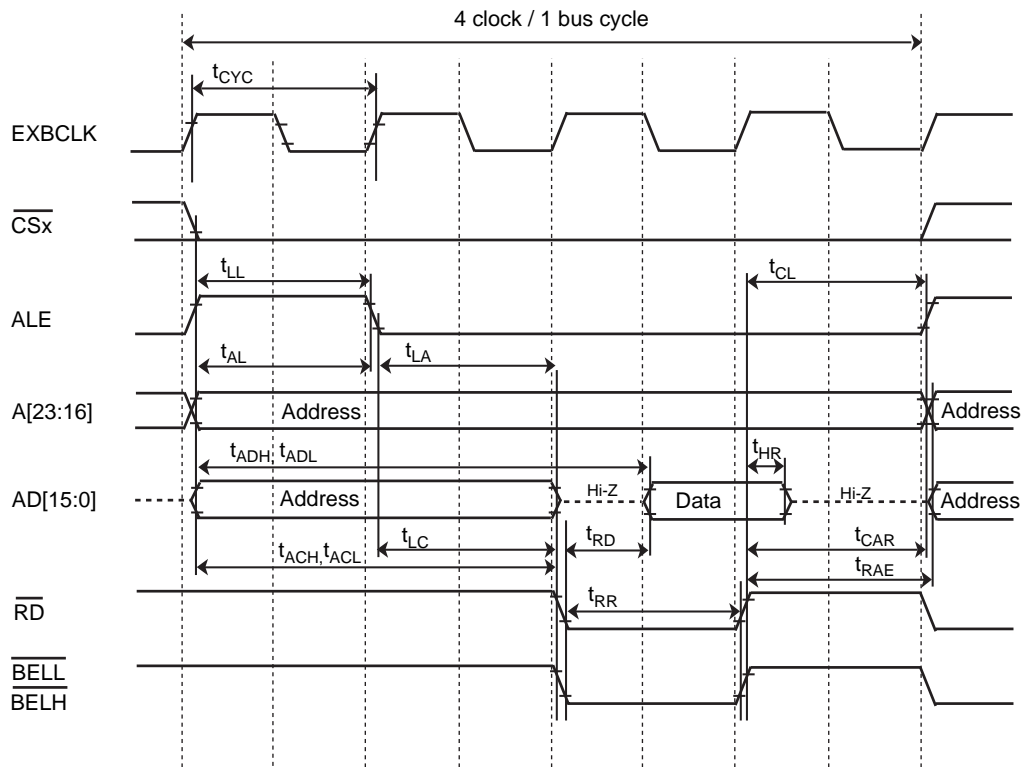 4 clock / 1 bus cycle
tCYC
EXBCLK
CSx
tLL
tCL
ALE
tAL
tLA
A[23:16]
Address
Address
tADH, tADL
tHR
AD[15:0]
Address
Hi-Z
Data
Hi-Z
Address
tLC
tRD
tCAR
tACH,tACL
tRAE
RD
tRR
BELL
BELH